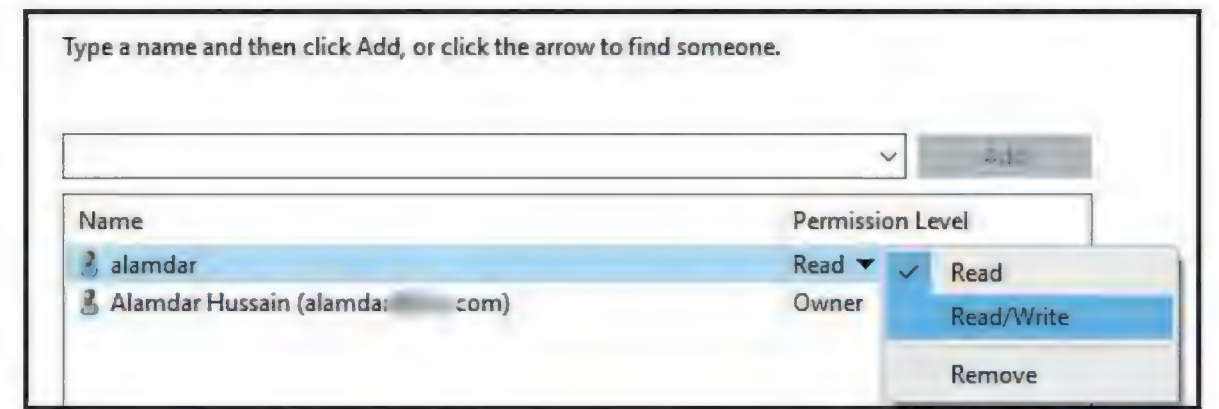 Type a name and then click Add, or click the arrow to find someone.
Add
Name Permission Level
alamdar Read
Read
Alamdar Hussain (alamda: .com) Owner
Read/Write
Remove